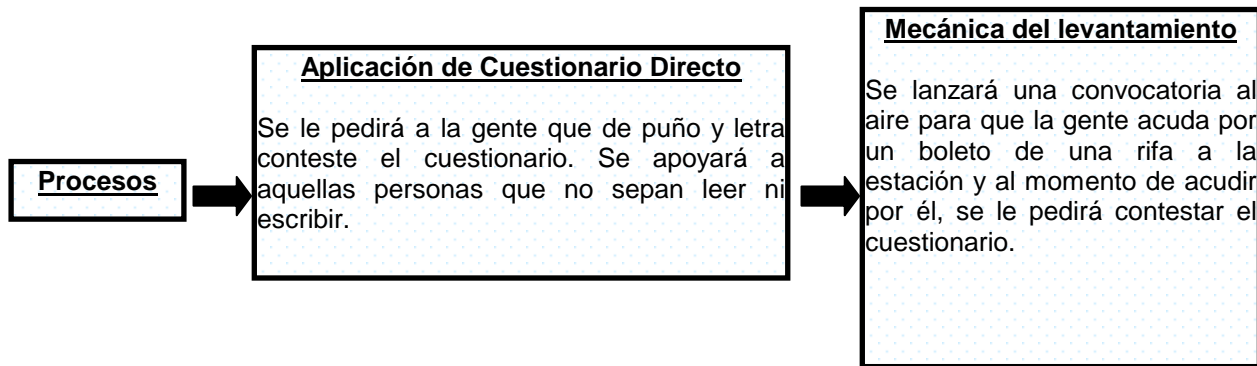 Procesos
Aplicación de Cuestionario Directo
Se le pedirá a la gente que de puño y letra
conteste el cuestionario. Se apoyará a
aquellas personas que no sepan leer ni
escribir.
Mecánica del levantamiento
Se lanzará una convocatoria al
aire para que la gente acuda por
un boleto de una rifa a la
estación y al momento de acudir
por él, se le pedirá contestar el
cuestionario.